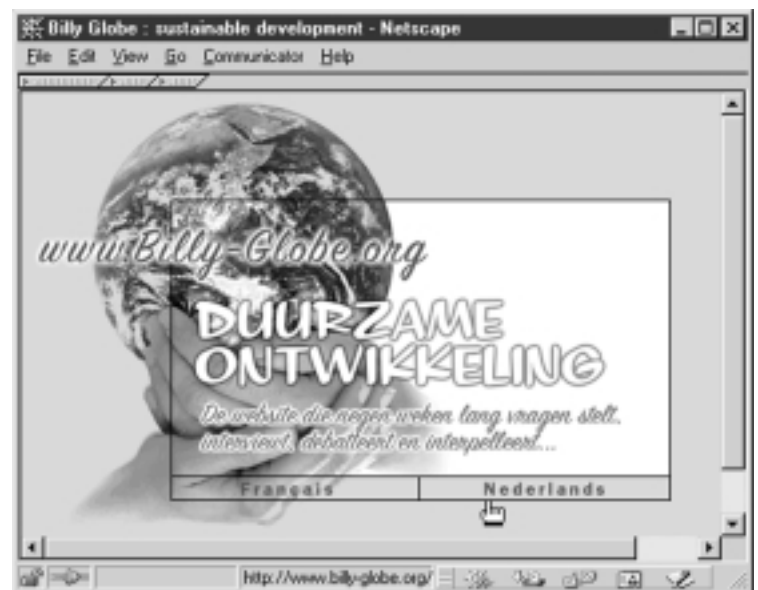 Billy Globe : sustainable development - Netscape
File Edit View Go Communicator Help
www.Billy-Globe.org
DUURZAME
ONTWIKKELING
De website die negen weken lang vragen stelt,
interviewt, debatteert en interpelleert...
Français Nederlands
http://www.billy-globe.org/